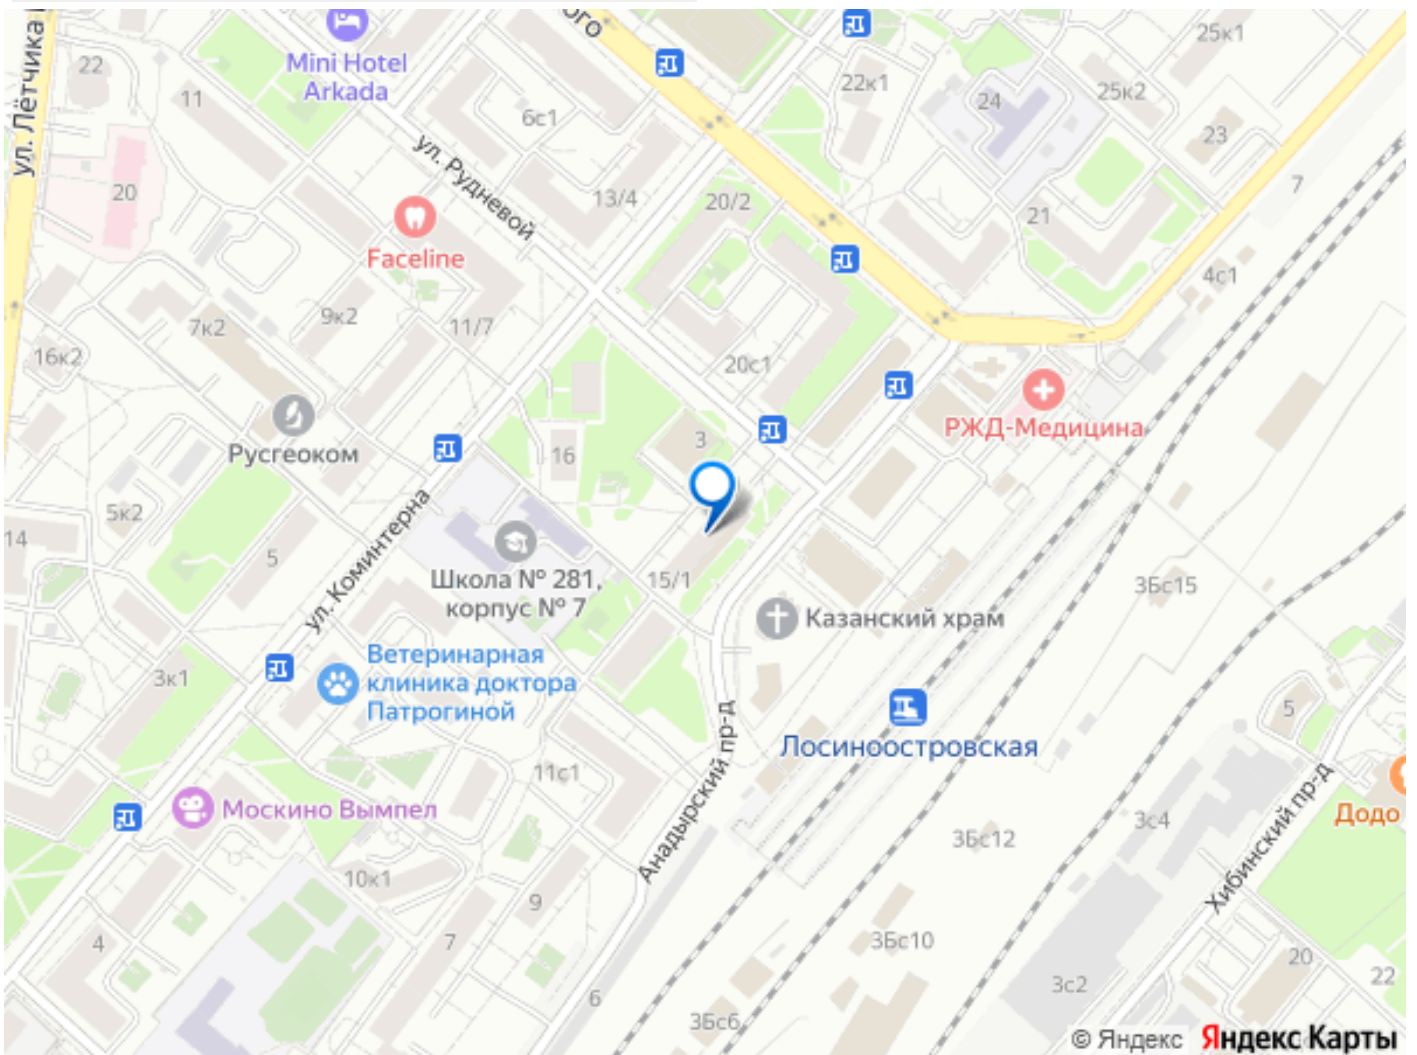 ого
25к1
Mini Hotel
Arkada
22
ул. Лётчика
11
22к1
24
25к2
6с1
23
ул. Рудневой
7
20
13/4
20/2
21
Faceline
4с1
7к2
9к2
11/7
16к2
20с1
РЖД-Медицина
Русгеоком
3
16
5к2
ул. Коминтерна
14
5
Школа № 281,
корпус № 7
15/1
3Бс15
Казанский храм
Ветеринарная
клиника доктора
Патрогиной
3к1
5
Лосиноостровская
Анадырский пр-д
11с1
Москино Вымпел
Додо
3с4
3Бс12
Хибинский пр-д
10к1
9
4
7
3Бс10
20
22
3с2
6
3Бс6
© Яндекс Яндекс Карты